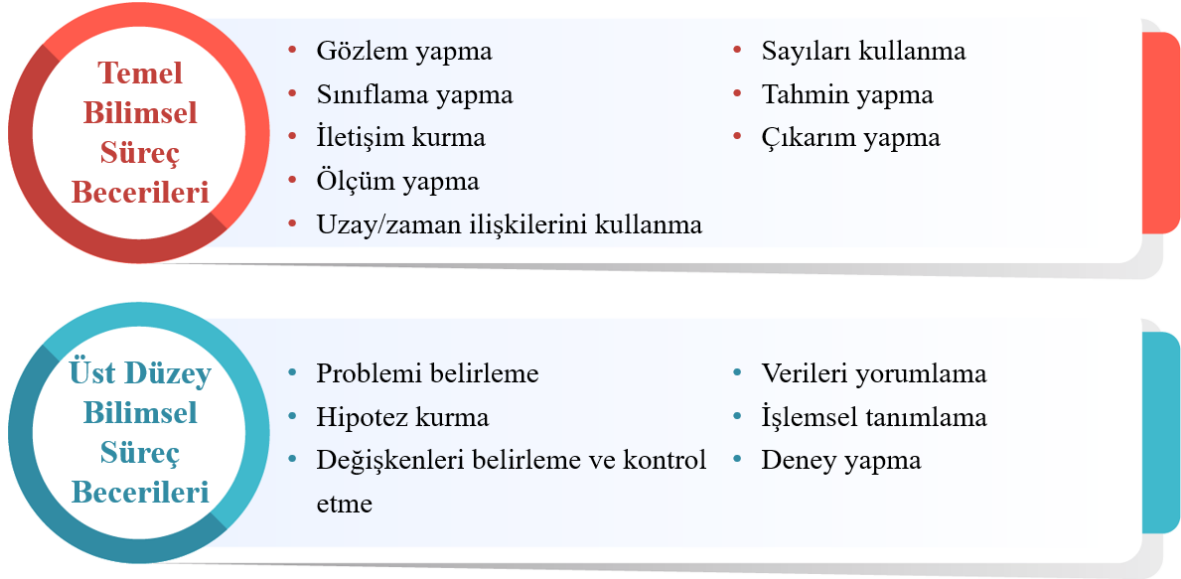 Temel
Bilimsel
Süreç
Becerileri
• Gözlem yapma
• Sınıflama yapma
• İletişim kurma
• Ölçüm yapma
• Uzay/zaman ilişkilerini kullanma
• Sayıları kullanma
• Tahmin yapma
• Çıkarım yapma
Üst Düzey
Bilimsel
Süreç
Becerileri
• Problemi belirleme
• Hipotez kurma
• Değişkenleri belirleme ve kontrol
etme
• Verileri yorumlama
• İşlemsel tanımlama
• Deney yapma